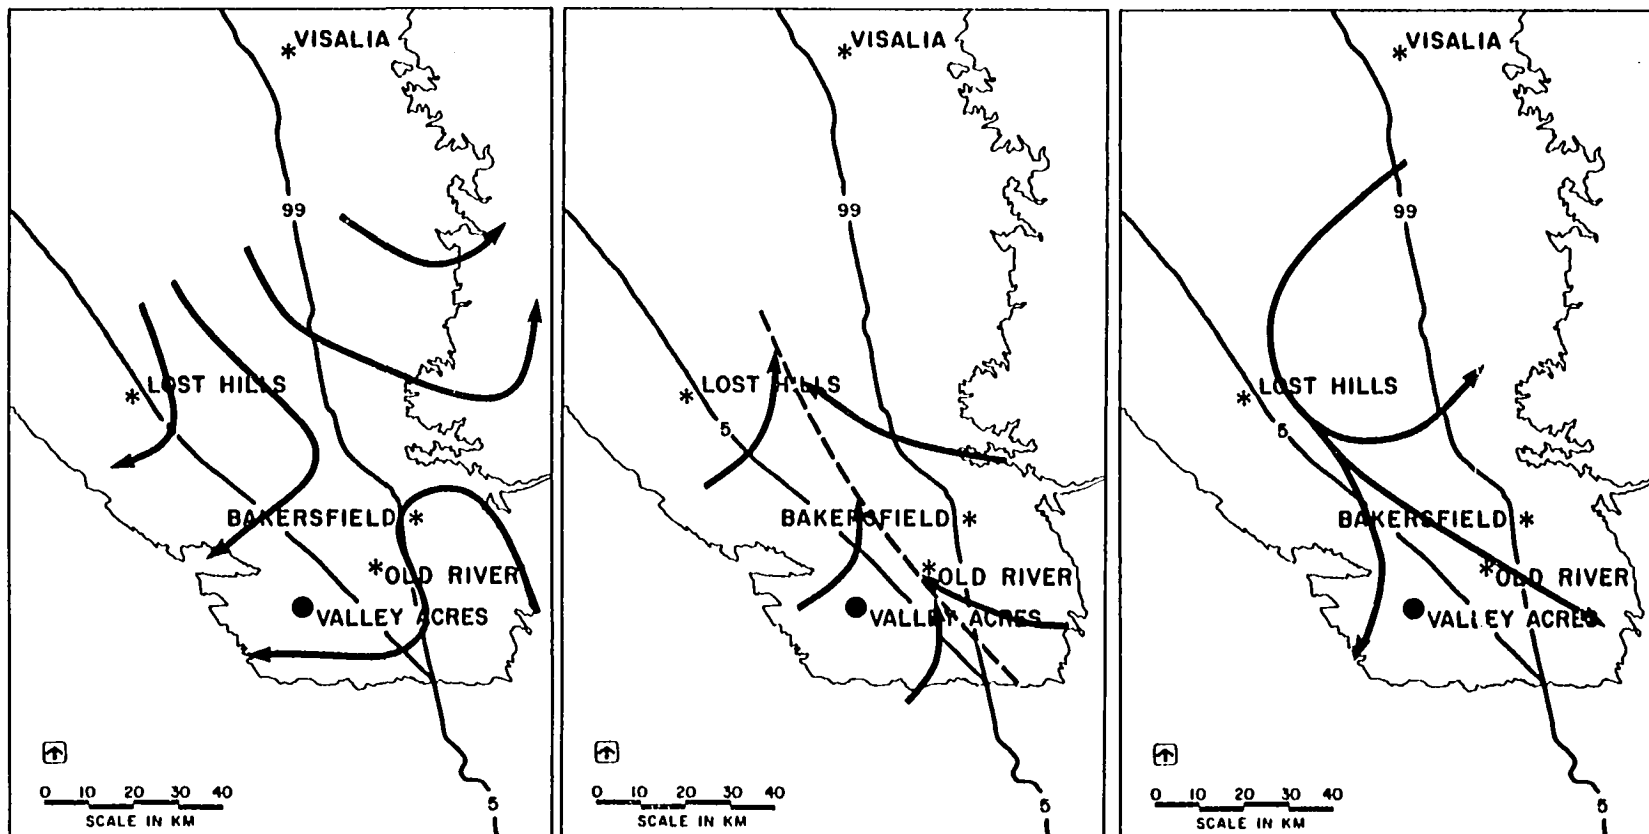 VISALIA
99
LOST HILLS
BAKERSFIELD
OLD RIVER
VALLEY ACRES
0 10 20 30 40
SCALE IN KM
5
VISALIA
99
LOST HILLS
5
BAKERSFIELD
OLD RIVER
VALLEY ACRES
0 10 20 30 40
SCALE IN KM
5
VISALIA
99
LOST HILLS
5
BAKERSFIELD
OLD RIVER
VALLEY ACRES
0 10 20 30 40
SCALE IN KM
5